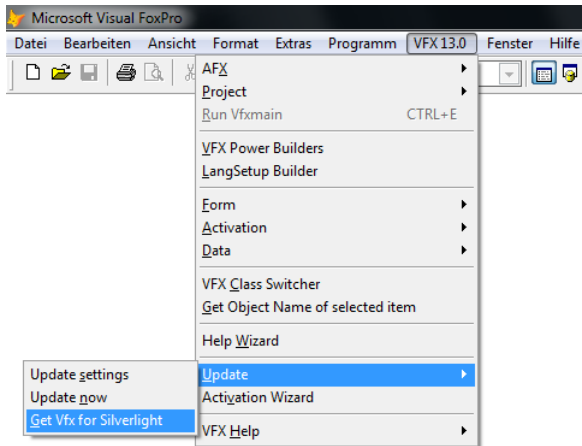 Microsoft Visual FoxPro
Datei Bearbeiten Ansicht Format Extras Programm VFX 13.0 Fenster Hilfe
AFX
Project
Run Vfxmain CTRL+E
VFX Power Builders
LangSetup Builder
Form
Activation
Data
VFX Class Switcher
Get Object Name of selected item
Help Wizard
Update
Activation Wizard
VFX Help
Update settings
Update now
Get Vfx for Silverlight